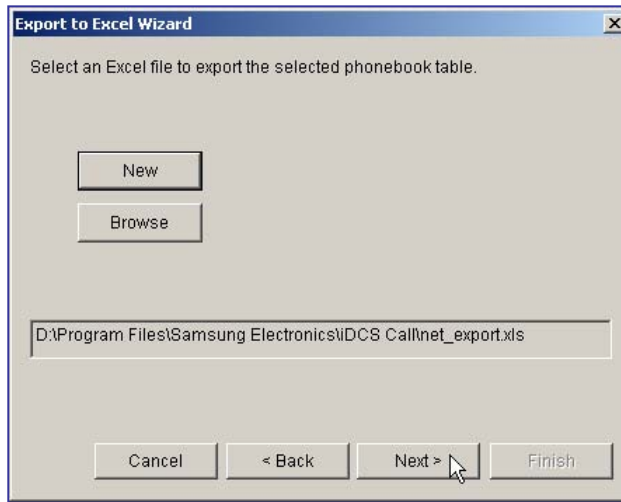 Export to Excel Wizard
Select an Excel file to export the selected phonebook table.
New
Browse
D:\Program Files\Samsung Electronics\iDCS Call\net_export.xls
Cancel < Back Next > Finish